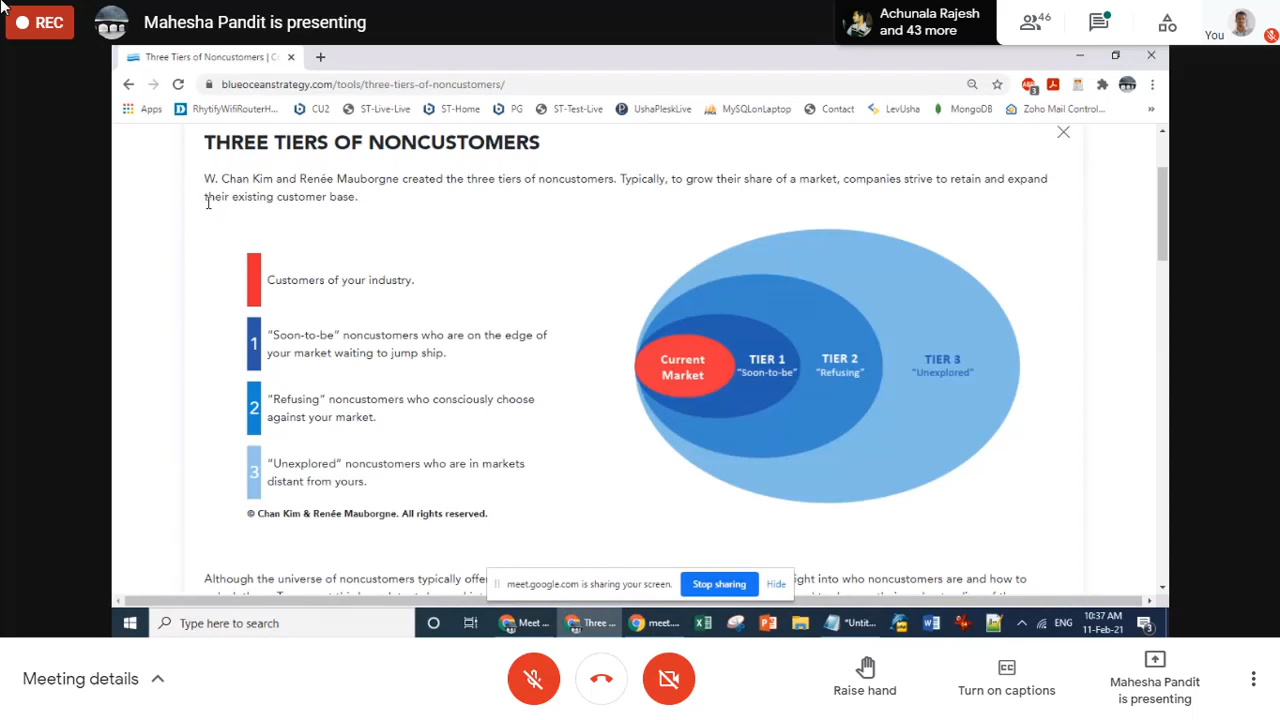 REC
Mahesha Pandit is presenting
Achunala Rajesh
and 43 more
46
You
Three Tiers of Noncustomers | C
blueoceanstrategy.com/tools/three-tiers-of-noncustomers/
Apps RhytifyWifiRouterH... CU2 ST-Live-Live ST-Home PG ST-Test-Live UshaPleskLive MySQLonLaptop Contact LevUsha MongoDB Zoho Mail Control... »
THREE TIERS OF NONCUSTOMERS
W. Chan Kim and Renée Mauborgne created the three tiers of noncustomers. Typically, to grow their share of a market, companies strive to retain and expand
their existing customer base.
Customers of your industry.
1
"Soon-to-be" noncustomers who are on the edge of
your market waiting to jump ship.
2
"Refusing" noncustomers who consciously choose
against your market.
3
"Unexplored" noncustomers who are in markets
distant from yours.
© Chan Kim & Renée Mauborgne. All rights reserved.
Current
Market
TIER 1
"Soon-to-be"
TIER 2
"Refusing"
TIER 3
"Unexplored"
Although the universe of noncustomers typically offe
ight into who noncustomers are and how to
meet.google.com is sharing your screen. Stop sharing Hide
Type here to search
Meet ... Three ... meet.... "Untit...
ENG
10:37 AM
11-Feb-21
3
Meeting details
Raise hand
CC
Turn on captions
Mahesha Pandit
is presenting